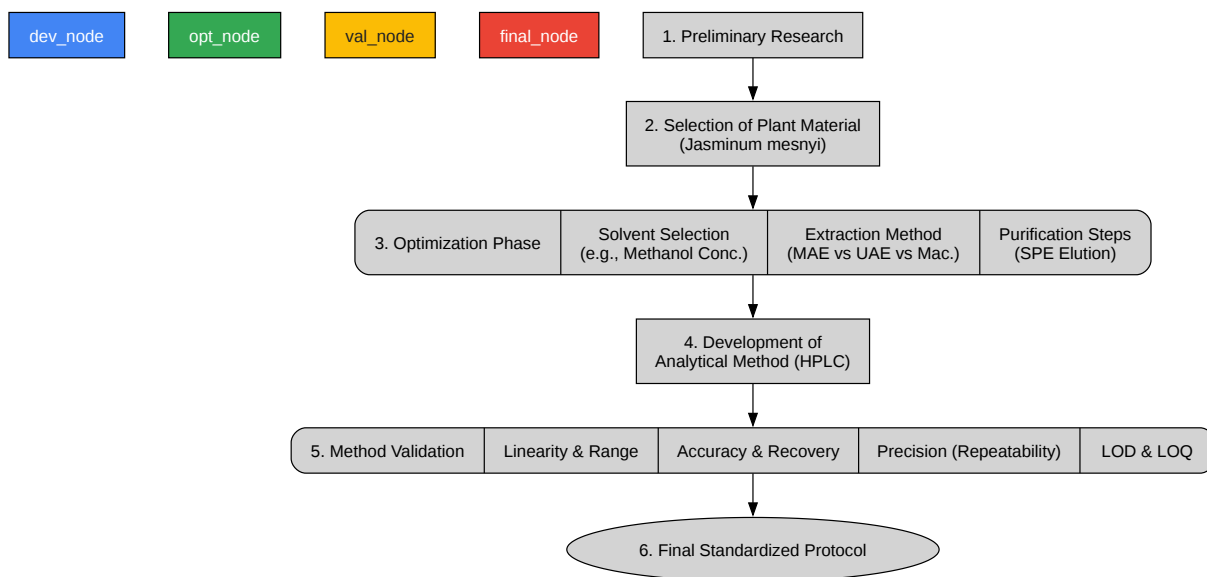 dev_node
opt_node
val_node
final_node
1. Preliminary Research
2. Selection of Plant Material
(Jasminum mesnyi)
3. Optimization Phase
Solvent Selection
(e.g., Methanol Conc.)
Extraction Method
(MAE vs UAE vs Mac.)
Purification Steps
(SPE Elution)
4. Development of
Analytical Method (HPLC)
5. Method Validation
Linearity & Range
Accuracy & Recovery
Precision (Repeatability)
LOD & LOQ
6. Final Standardized Protocol